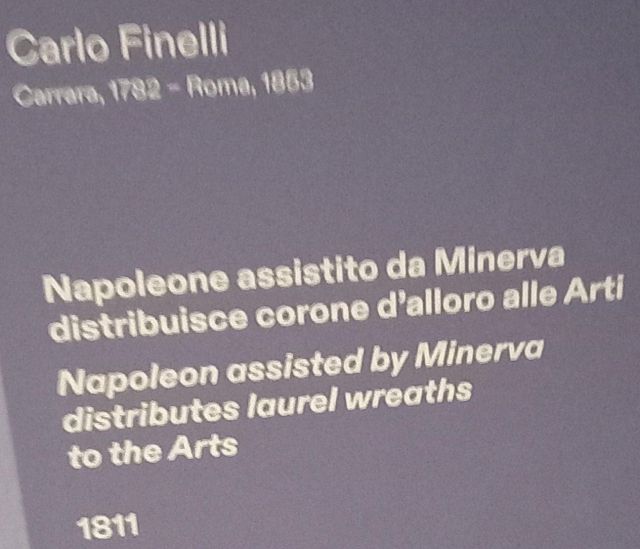 Carlo Finelli
Carrara, 1782 - Roma, 1853
Napoleone assistito da Minerva
distribuisce corone d'alloro alle Arti
Napoleon assisted by Minerva
distributes laurel wreaths
to the Arts
1811